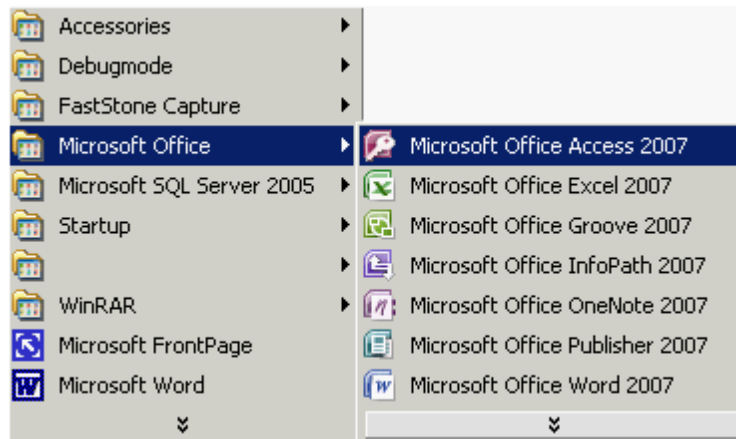 Accessories
Debugmode
FastStone Capture
Microsoft Office
Microsoft SQL Server 2005
Startup
WinRAR
Microsoft FrontPage
Microsoft Word
Microsoft Office Access 2007
Microsoft Office Excel 2007
Microsoft Office Groove 2007
Microsoft Office InfoPath 2007
Microsoft Office OneNote 2007
Microsoft Office Publisher 2007
Microsoft Office Word 2007